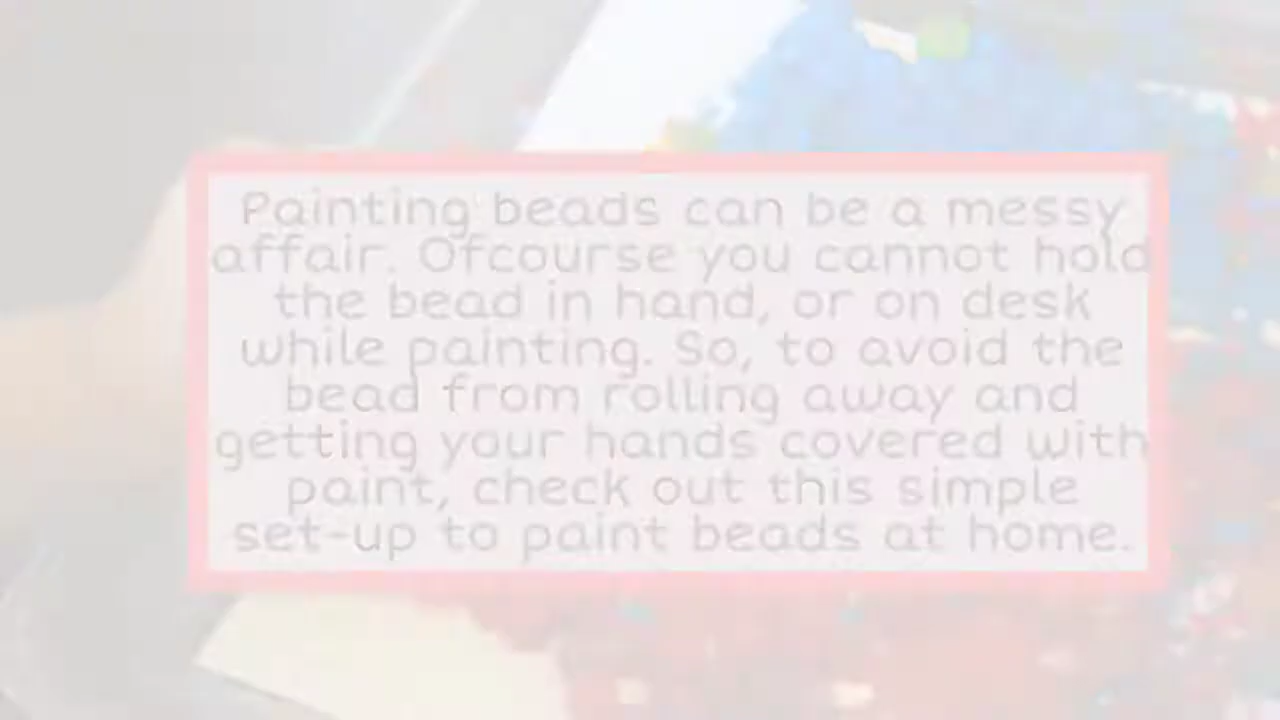 Painting beads can be a messy
affair. Ofcourse you cannot hold
the bead in hand, or on desk
while painting. So, to avoid the
bead from rolling away and
getting your hands covered with
paint, check out this simple
set-up to paint beads at home.